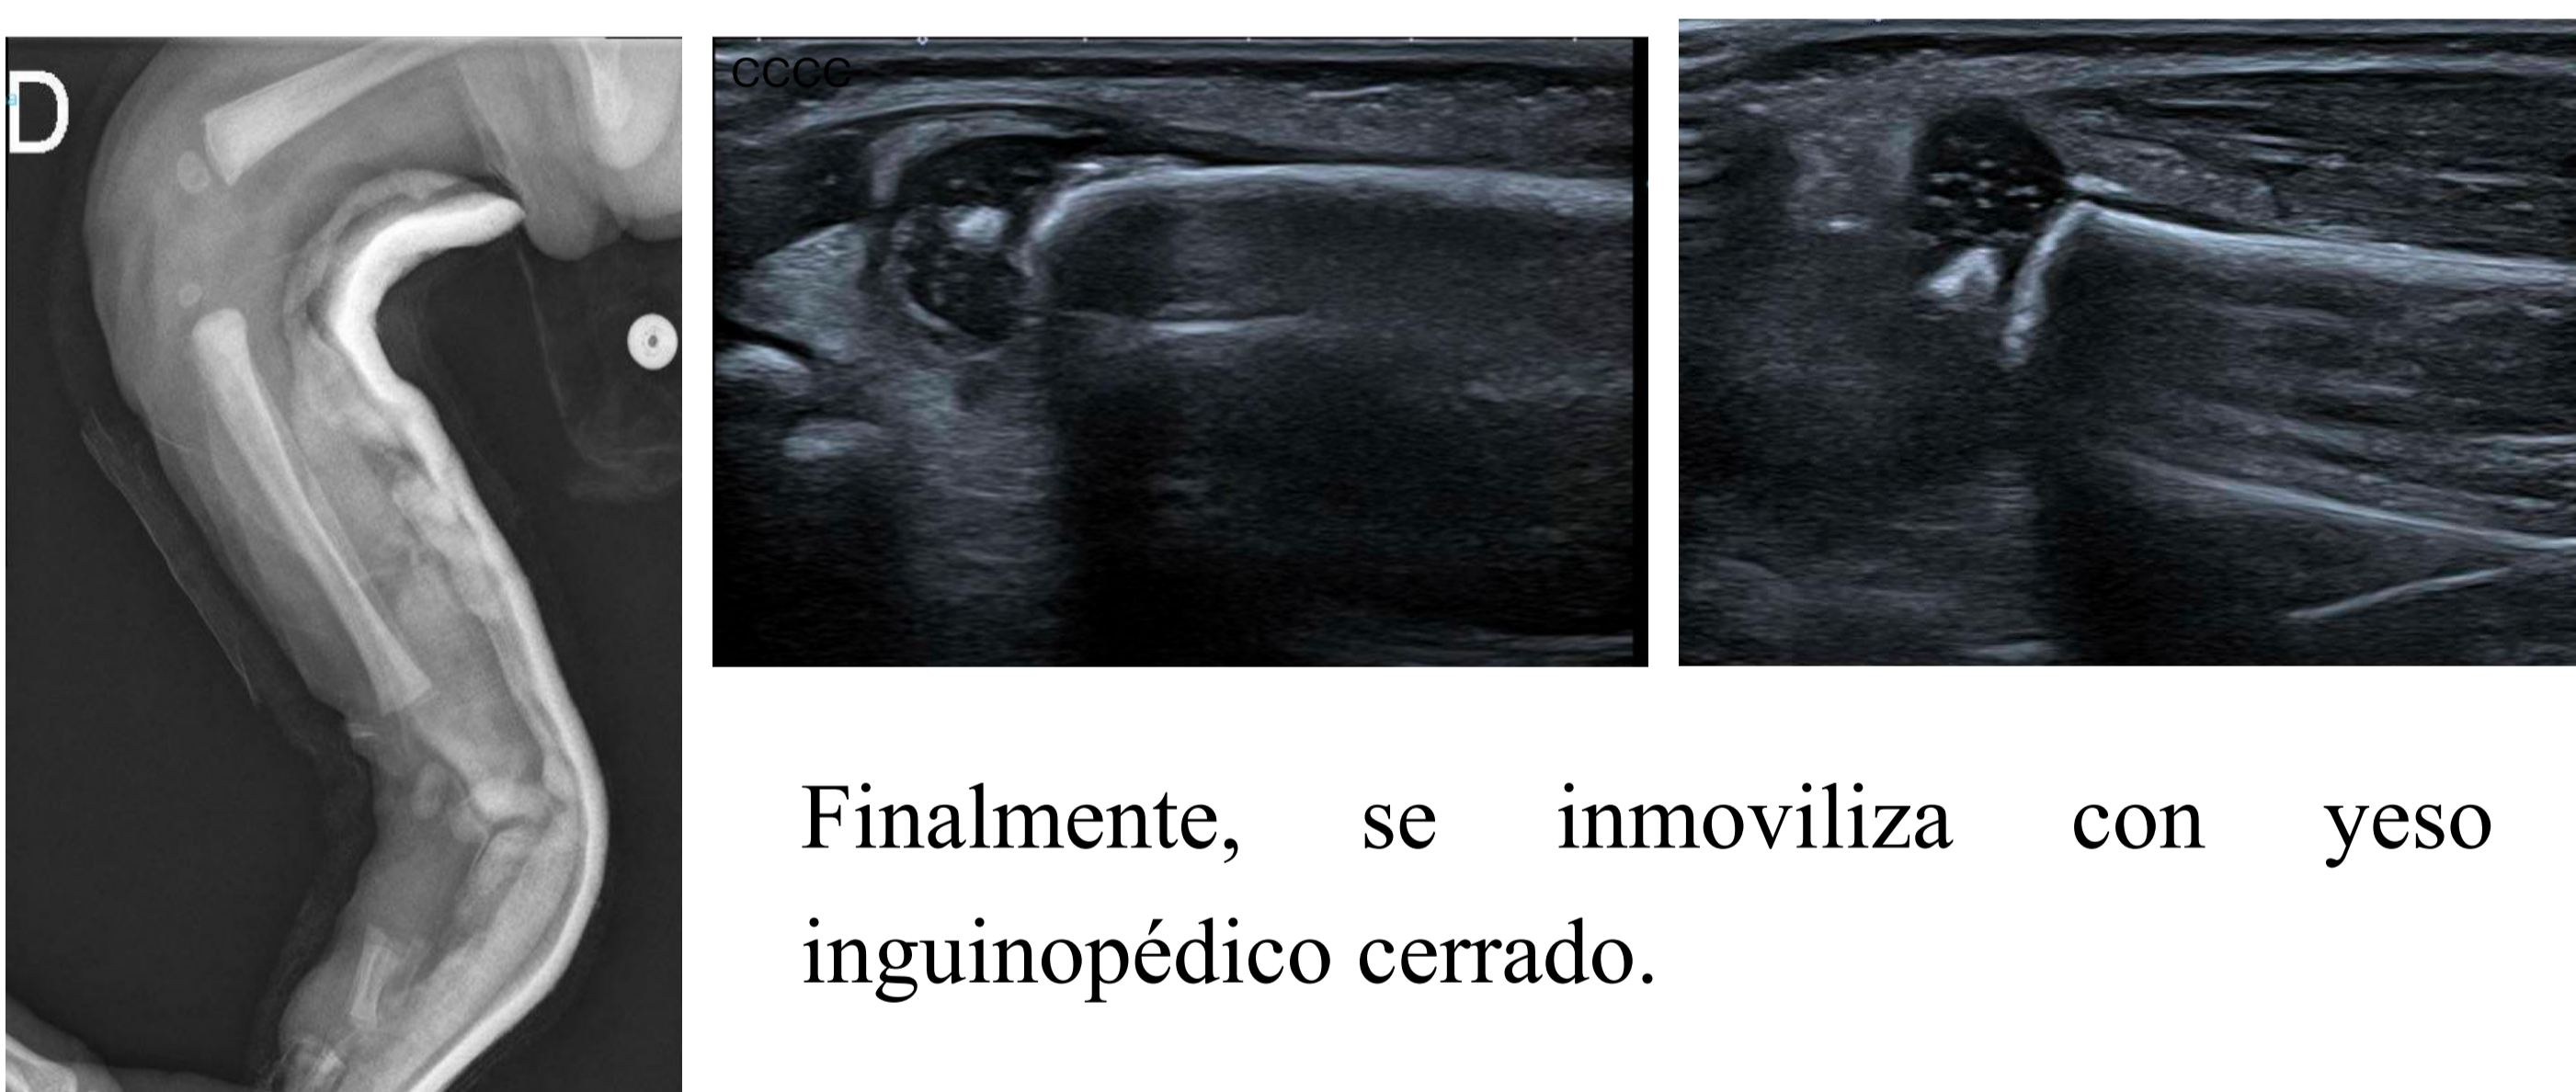 D
CCCC
Finalmente, se inmoviliza con yeso
inguinopédico cerrado.